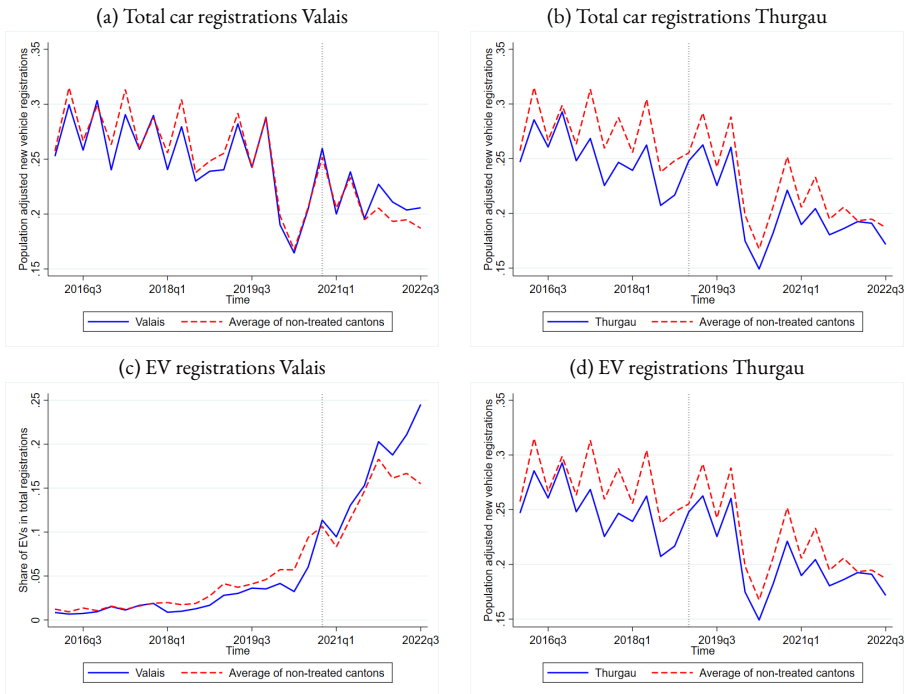 (a) Total car registrations Valais
Population adjusted new vehicle registrations
.35
.3
.25
.2
.15
2016q3 2018q1 2019q3 2021q1 2022q3
Time
Valais Average of non-treated cantons
(b) Total car registrations Thurgau
Population adjusted new vehicle registrations
.35
.3
.25
.2
.15
2016q3 2018q1 2019q3 2021q1 2022q3
Time
Thurgau Average of non-treated cantons
(c) EV registrations Valais
Share of EVs in total registrations
.25
.2
.15
.1
.05
0
2016q3 2018q1 2019q3 2021q1 2022q3
Time
Valais Average of non-treated cantons
(d) EV registrations Thurgau
Population adjusted new vehicle registrations
.35
.3
.25
.2
.15
2016q3 2018q1 2019q3 2021q1 2022q3
Time
Thurgau Average of non-treated cantons